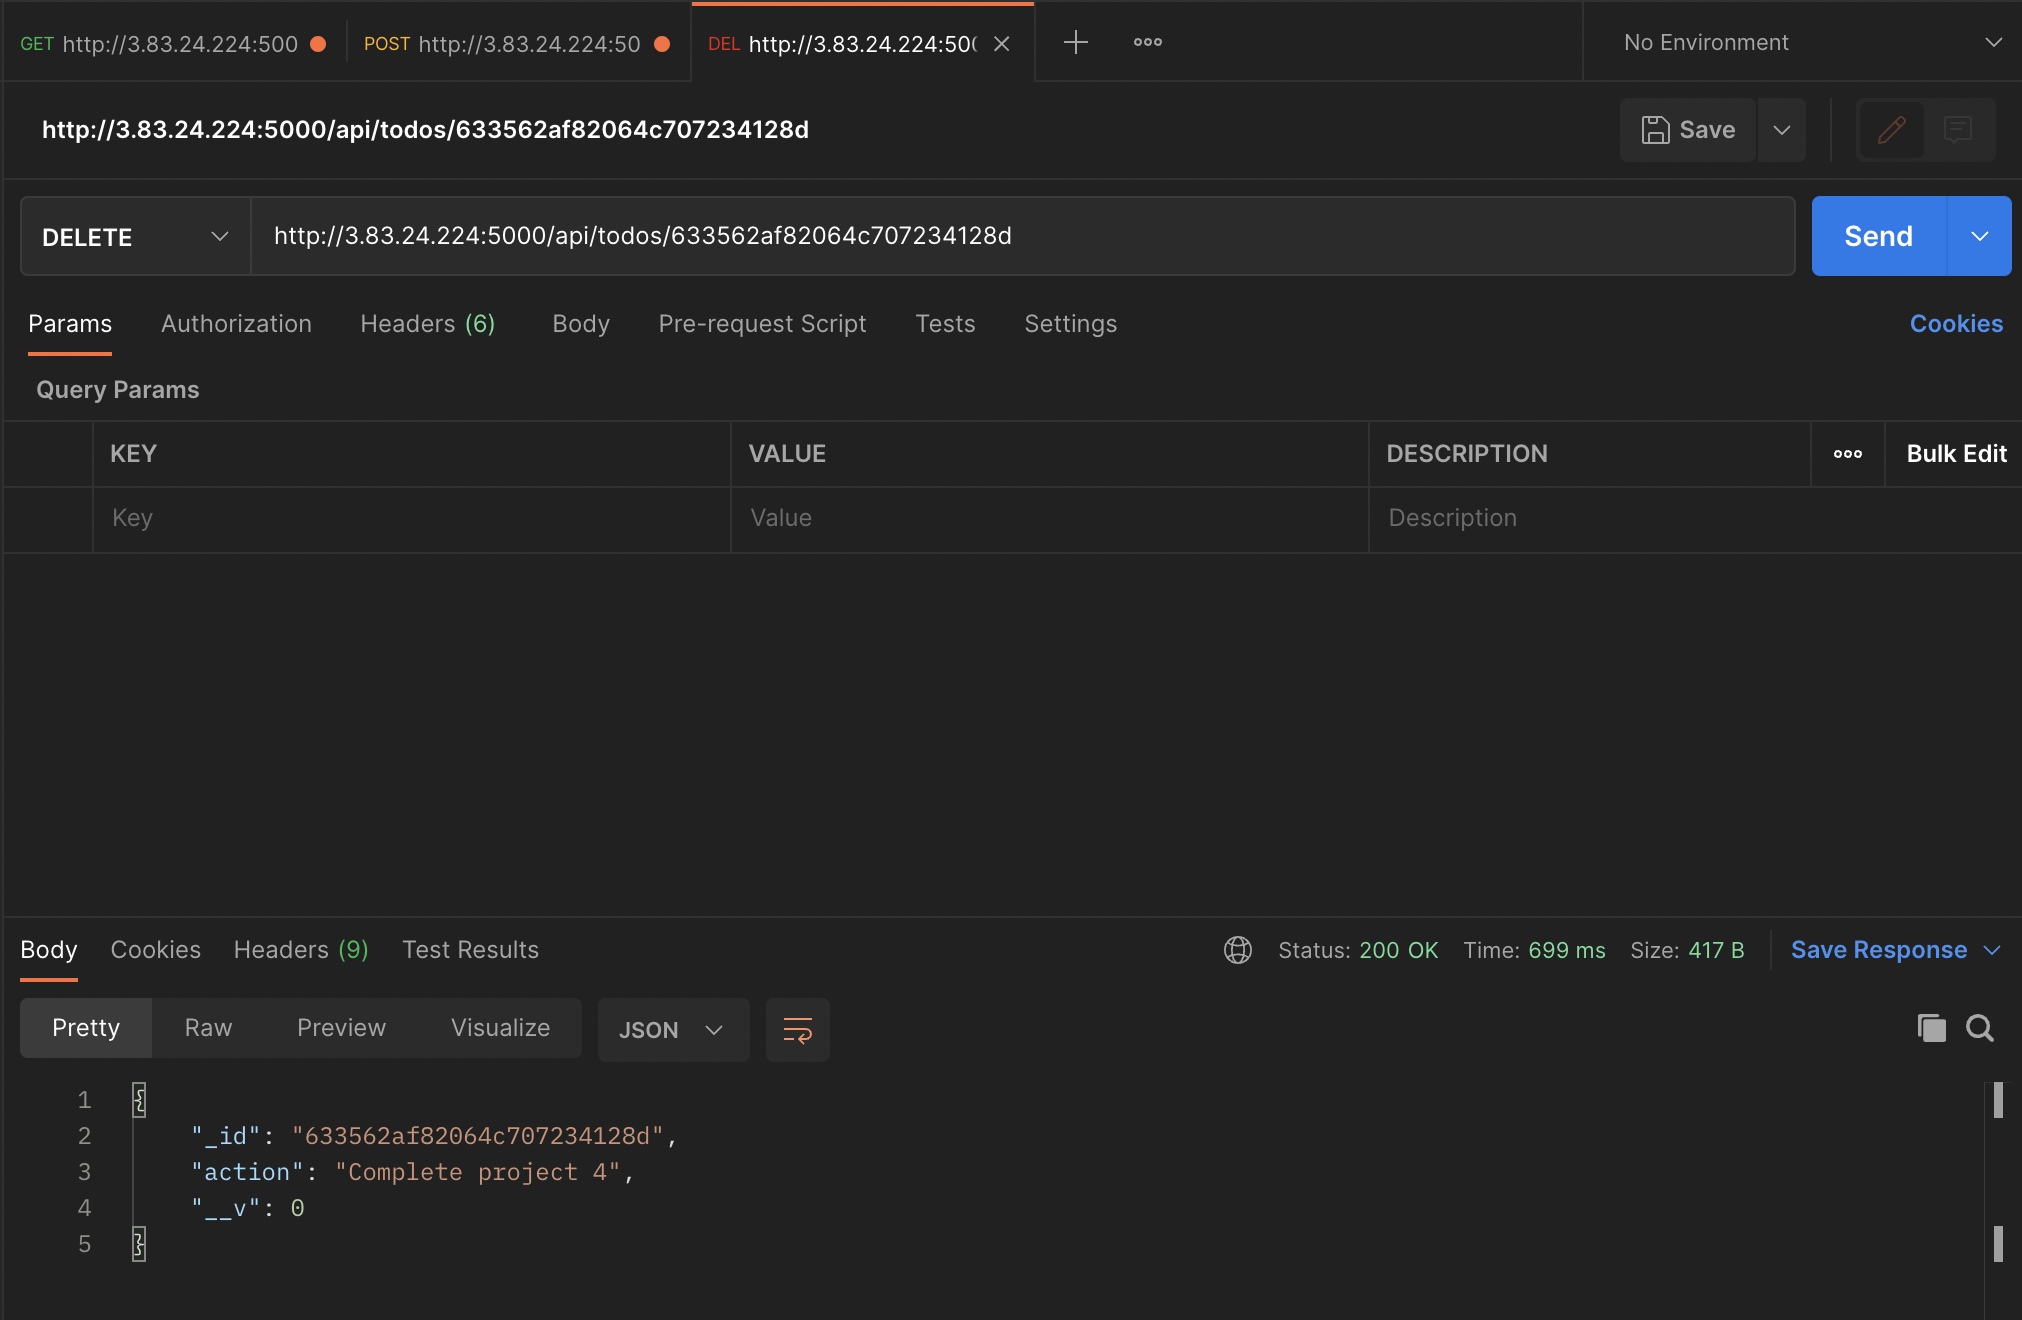 GET http://3.83.24.224:500 POST http://3.83.24.224:50 DEL http://3.83.24.224:50 No Environment
http://3.83.24.224:5000/api/todos/633562af82064c707234128d Save
DELETE http://3.83.24.224:5000/api/todos/633562af82064c707234128d Send
Params Authorization Headers (6) Body Pre-request Script Tests Settings Cookies
Query Params
KEY VALUE DESCRIPTION Bulk Edit
Key Value Description
Body Cookies Headers (9) Test Results Status: 200 OK Time: 699 ms Size: 417 B Save Response
Pretty Raw Preview Visualize JSON
1 {
2 "_id": "633562af82064c707234128d",
3 "action": "Complete project 4",
4 "__v": 0
5 }